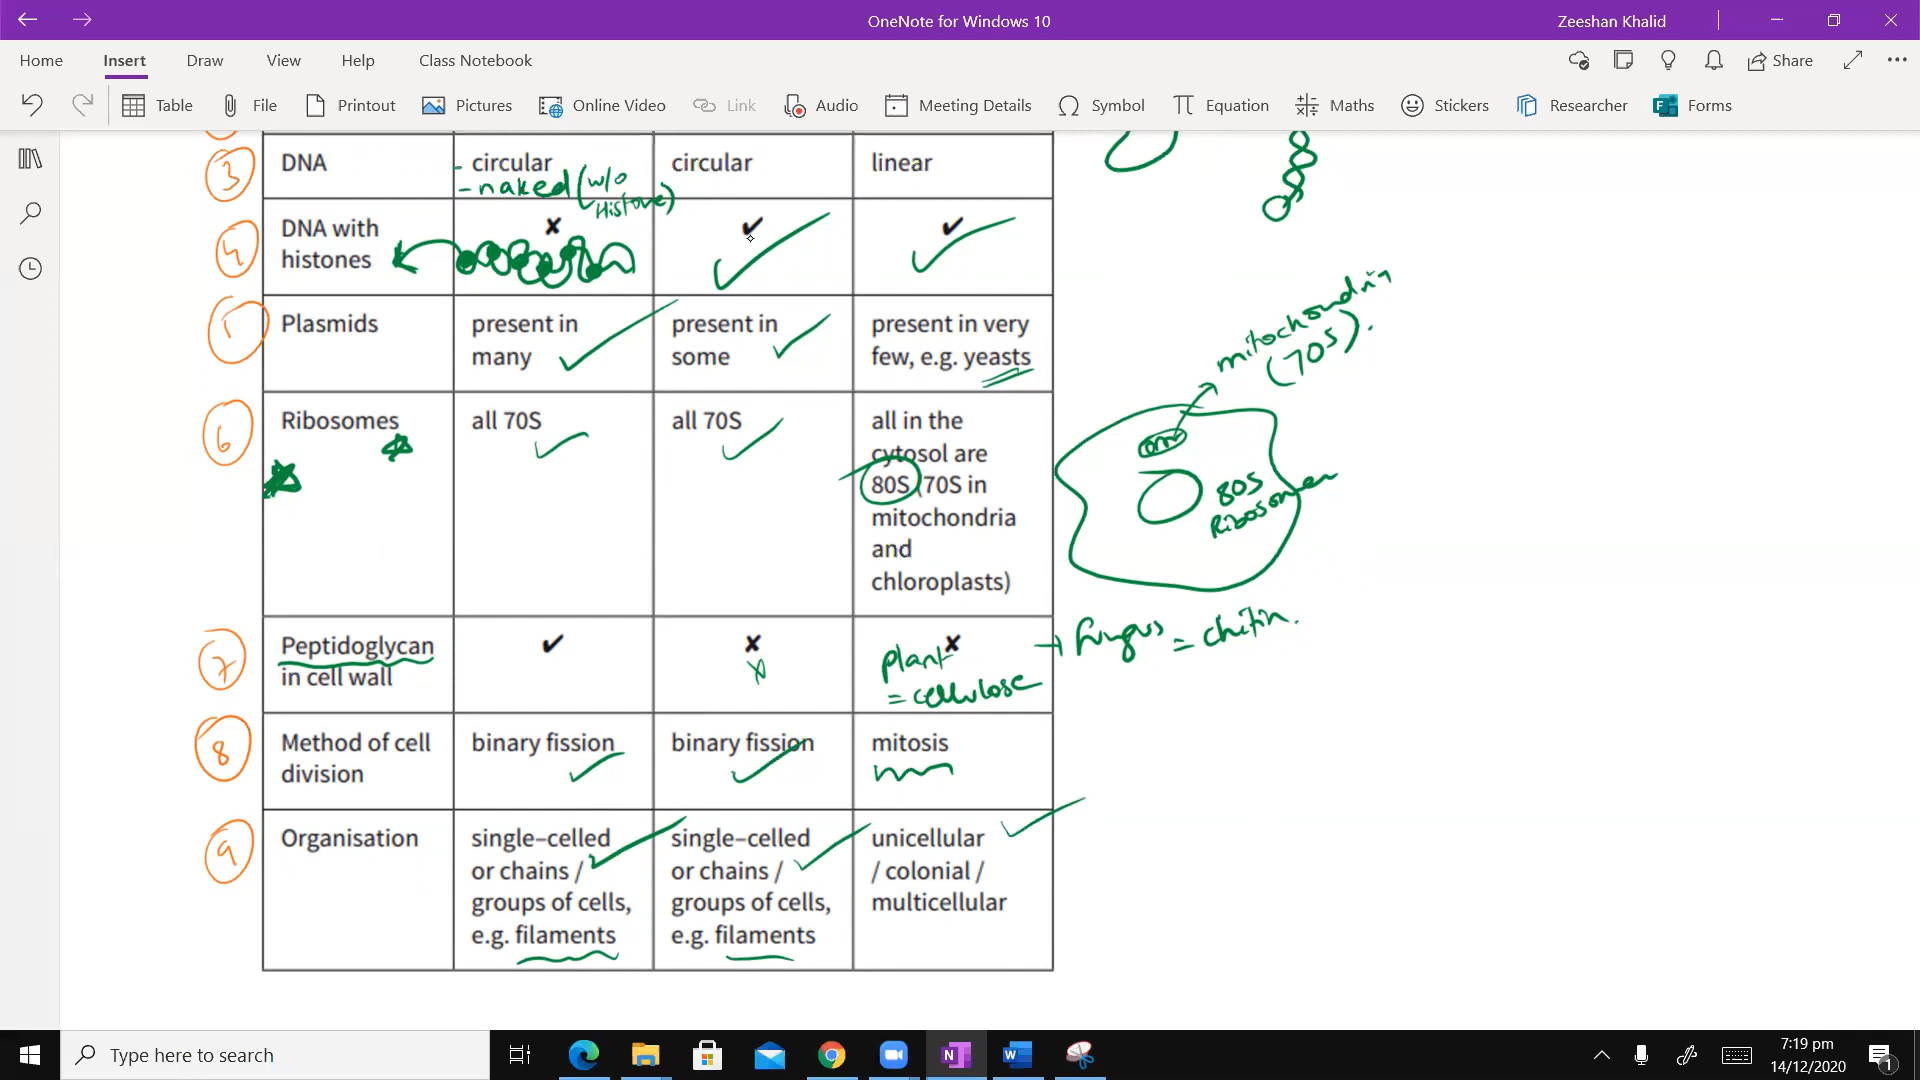 OneNote for Windows 10
Zeeshan Khalid
Home Insert Draw View Help Class Notebook
Share
Table File Printout Pictures Online Video Link Audio Meeting Details Symbol Equation Maths Stickers Researcher Forms
3 DNA - circular circular linear
- naked (w/o Histone)
4 DNA with histones ✘ ✔ ✔
5 Plasmids present in many present in some present in very few, e.g. yeasts
mitochondria
(70S).
6 Ribosomes all 70S all 70S all in the
cytosol are
80S (70S in
mitochondria
and
chloroplasts)
80S
Ribosomes
7 Peptidoglycan in cell wall ✔ ✘ ✘
plant
= cellulose
→ fungus = chitin.
8 Method of cell division binary fission binary fission mitosis
9 Organisation single–celled or chains / groups of cells, e.g. filaments single–celled or chains / groups of cells, e.g. filaments unicellular / colonial / multicellular
Type here to search
7:19 pm
14/12/2020
1